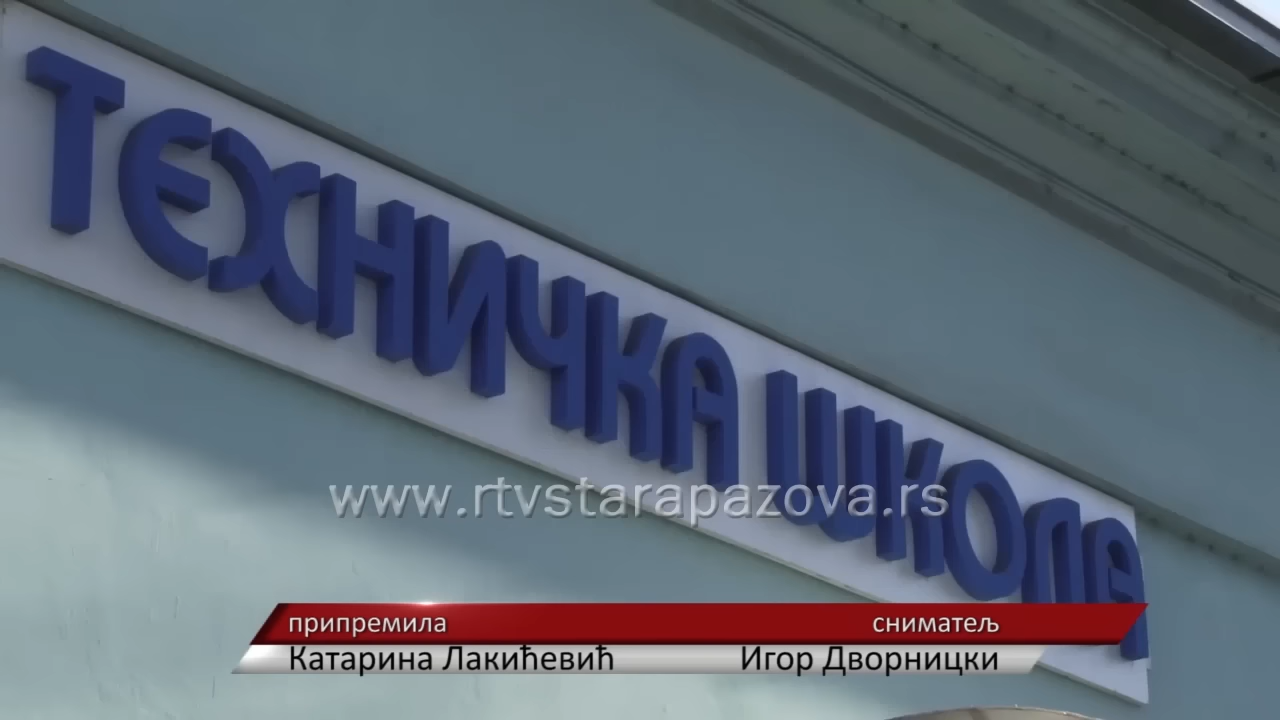 ТЕХНИЧКА ШКОЛА
www.rtvstarapazova.rs
припремила сниматељ
Катарина Лакићевић Игор Дворницки